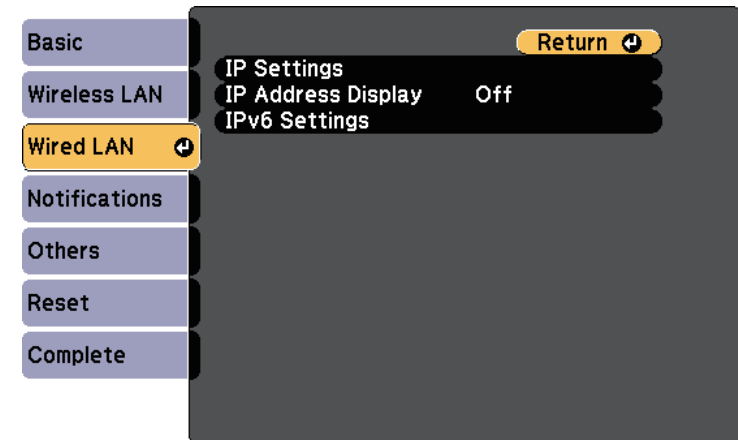 Basic
Wireless LAN
Wired LAN
Notifications
Others
Reset
Complete
Return
IP Settings
IP Address Display Off
IPv6 Settings